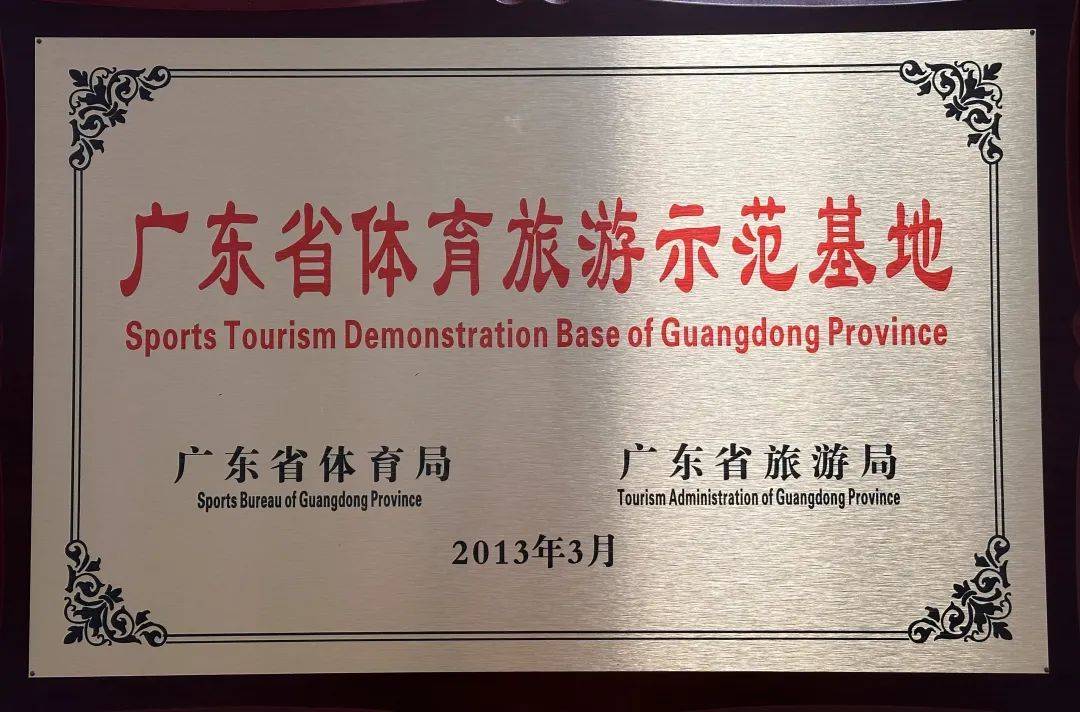 广东省体育旅游示范基地
Sports Tourism Demonstration Base of Guangdong Province
广东省体育局
Sports Bureau of Guangdong Province
广东省旅游局
Tourism Administration of Guangdong Province
2013年3月